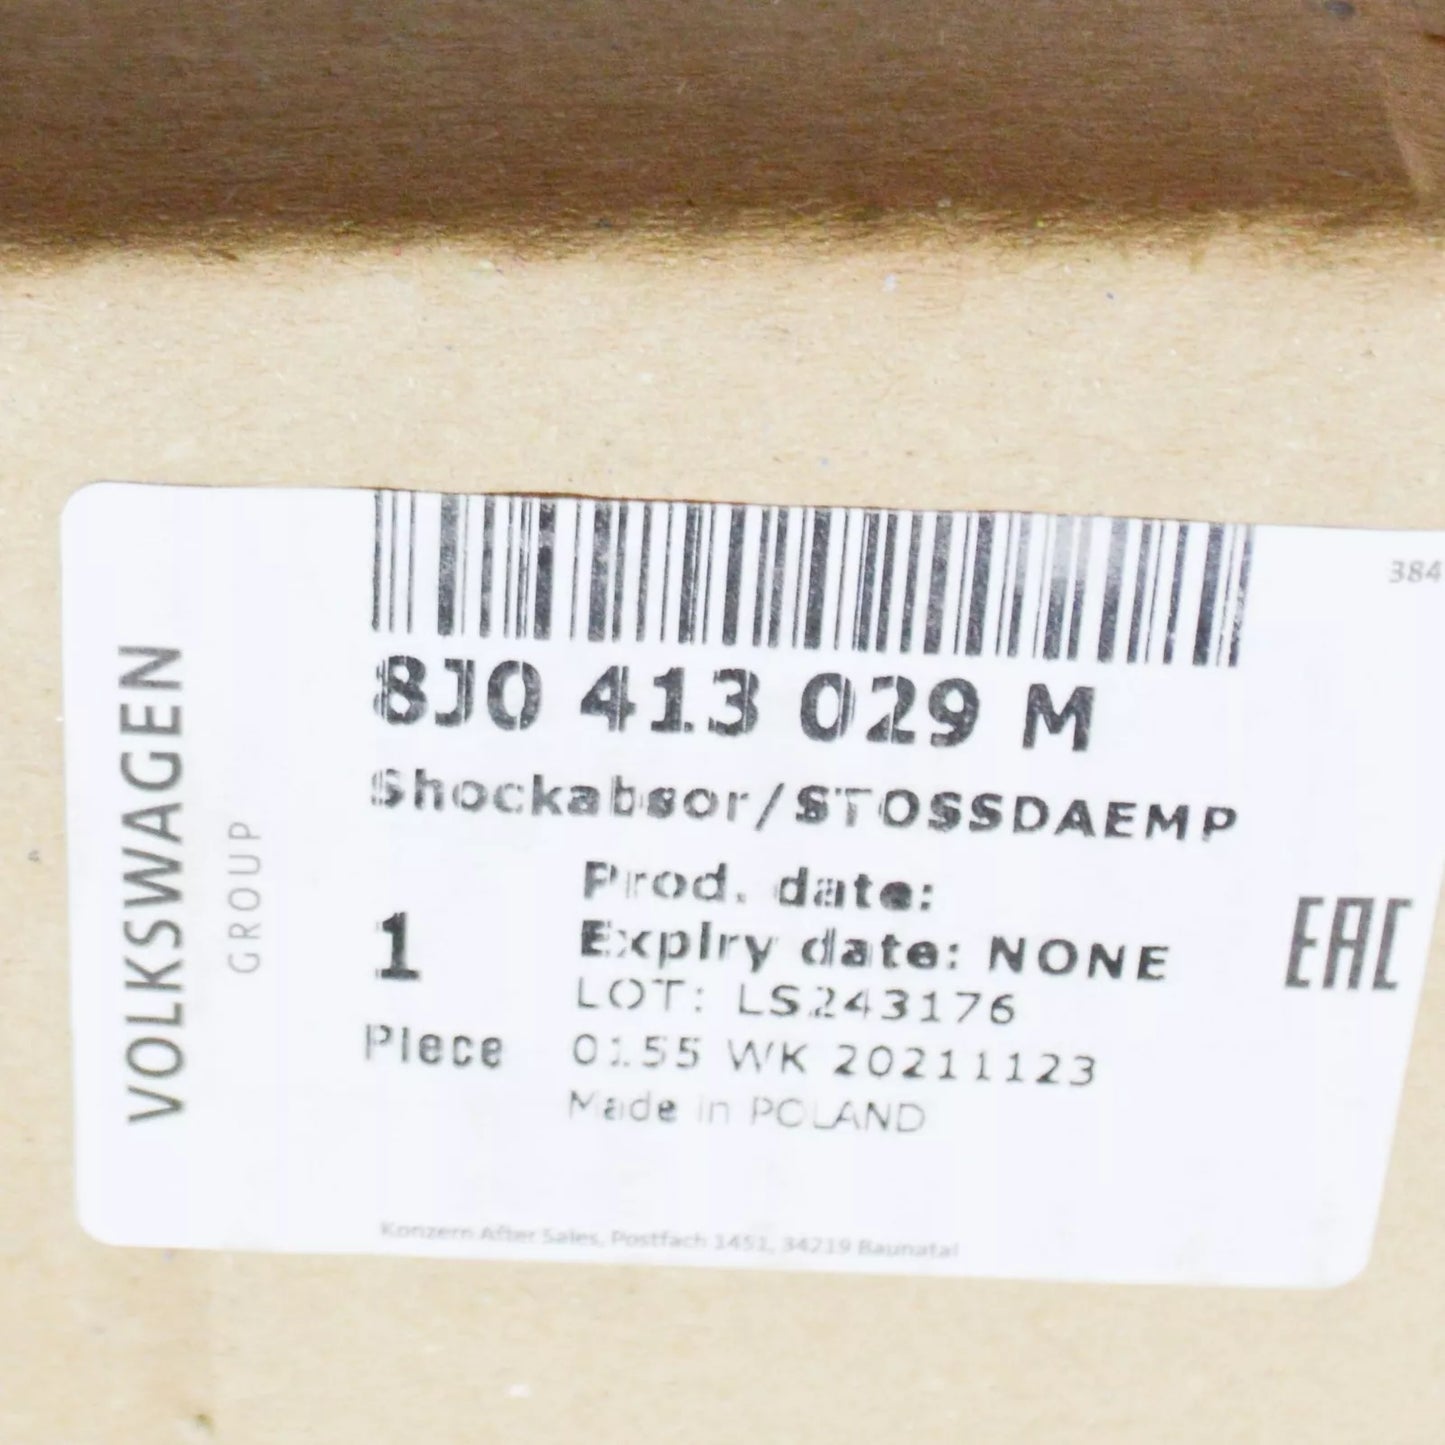 384
8J0 413 029 M
Shockabsor/STOSSDAEMP
Prod. date:
1
Expiry date: NONE
LOT: LS243176
Piece
0155 WK 20211123
Made in POLAND
EAC
VOLKSWAGEN
GROUP
Konzern After Sales, Postfach 1451, 34219 Baunatal